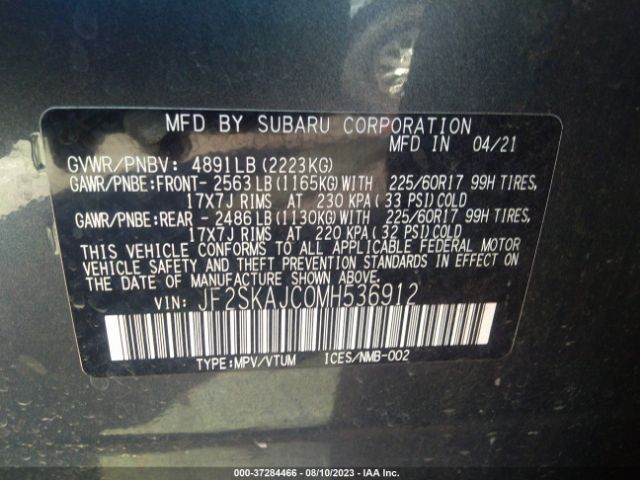 MFD BY SUBARU CORPORATION
MFD IN 04/21
GVWR/PNBV: 4891LB (2223KG)
GAWR/PNBE:FRONT- 2563 LB (1165KG) WITH 225/60R17 99H TIRES,
17X7J RIMS AT 230 KPA (33 PSI) COLD
GAWR/PNBE:REAR - 2486 LB (1130KG) WITH 225/60R17 99H TIRES,
17X7J RIMS AT 220 KPA (32 PSI) COLD
THIS VEHICLE CONFORMS TO ALL APPLICABLE FEDERAL MOTOR
VEHICLE SAFETY AND THEFT PREVENTION STANDARDS IN EFFECT ON
THE DATE OF MANUFACTURE SHOWN ABOVE.
VIN: JF2SKAJC0MH536912
TYPE:MPV/VTUM ICES/NMB-002
000-37284466 - 08/10/2023 - IAA Inc.